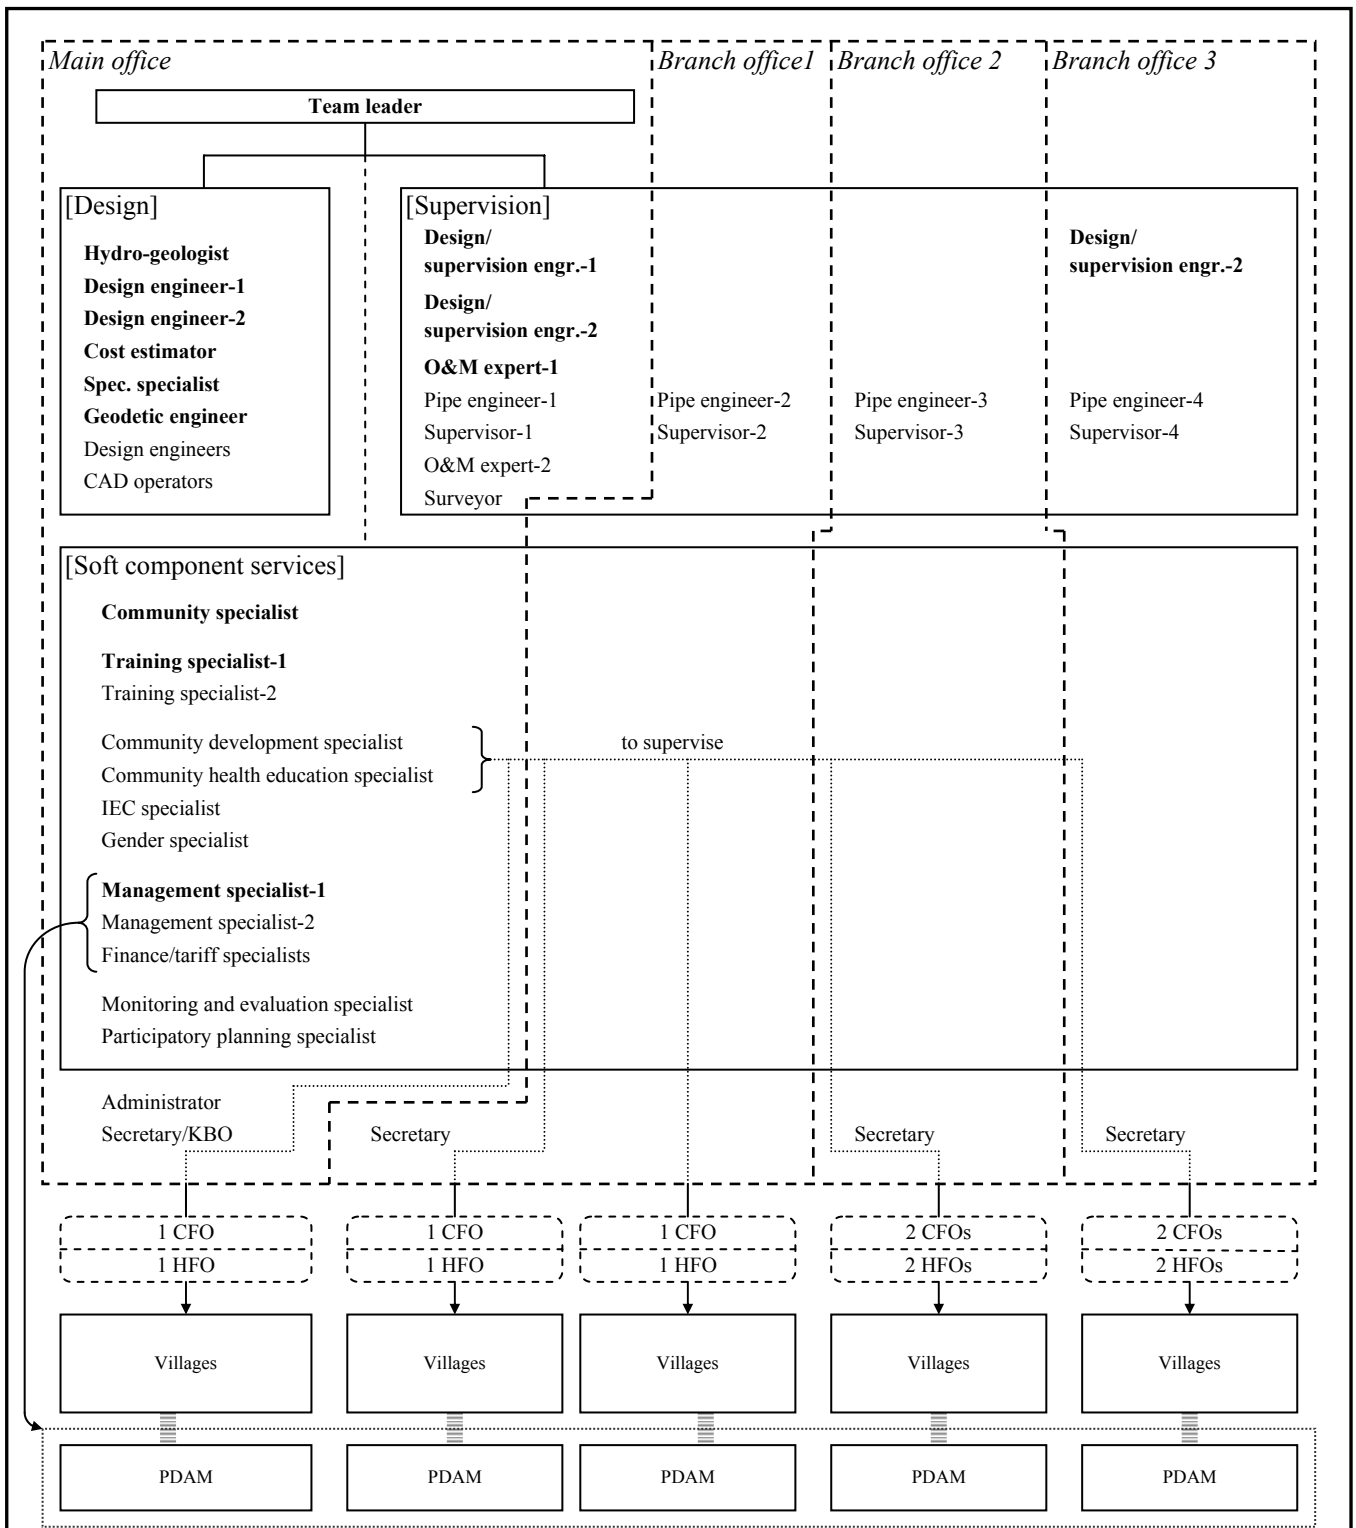 Main office
Branch office1
Branch office 2
Branch office 3
Team leader
[Design]
Hydro-geologist
Design engineer-1
Design engineer-2
Cost estimator
Spec. specialist
Geodetic engineer
Design engineers
CAD operators
[Supervision]
Design/
supervision engr.-1
Design/
supervision engr.-2
O&M expert-1
Pipe engineer-1
Supervisor-1
O&M expert-2
Surveyor
Pipe engineer-2
Supervisor-2
Pipe engineer-3
Supervisor-3
Design/
supervision engr.-2
Pipe engineer-4
Supervisor-4
[Soft component services]
Community specialist
Training specialist-1
Training specialist-2
Community development specialist
Community health education specialist
to supervise
IEC specialist
Gender specialist
Management specialist-1
Management specialist-2
Finance/tariff specialists
Monitoring and evaluation specialist
Participatory planning specialist
Administrator
Secretary/KBO
Secretary
Secretary
Secretary
1 CFO
1 HFO
1 CFO
1 HFO
1 CFO
1 HFO
2 CFOs
2 HFOs
2 CFOs
2 HFOs
Villages
Villages
Villages
Villages
Villages
PDAM
PDAM
PDAM
PDAM
PDAM